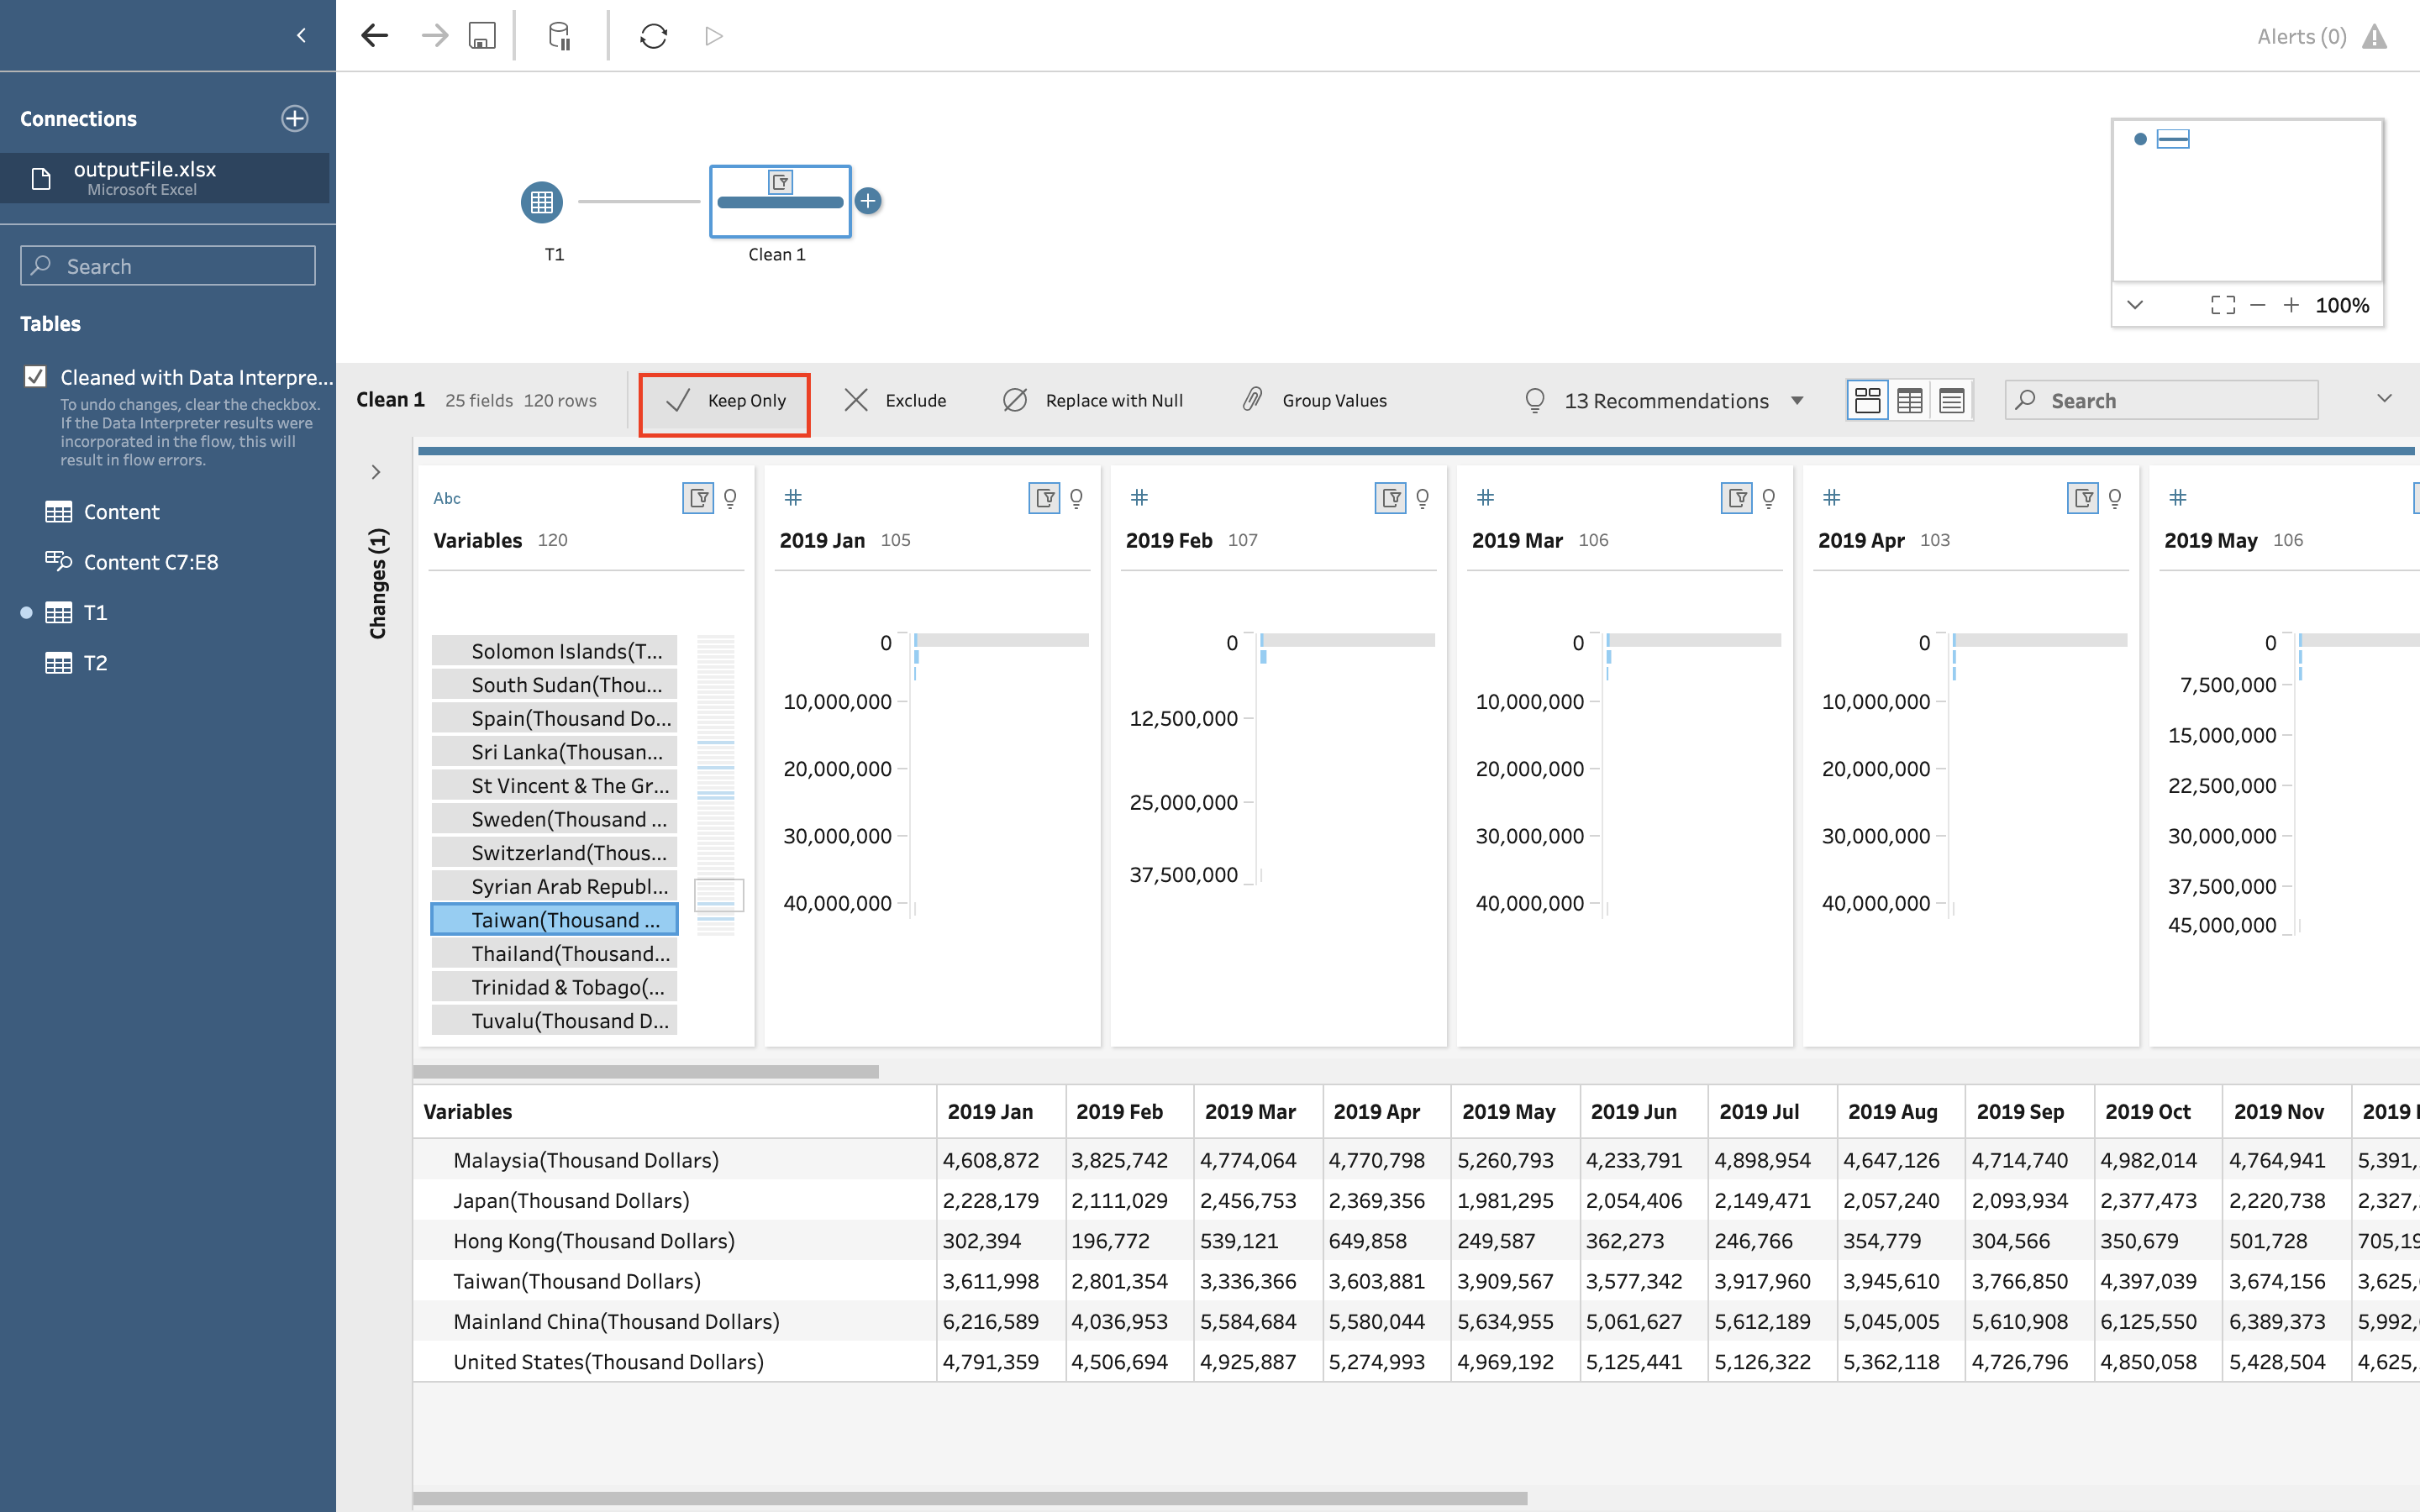 Alerts (0)
Connections
outputFile.xlsx
Microsoft Excel
Search
Tables
Cleaned with Data Interpre...
To undo changes, clear the checkbox.
If the Data Interpreter results were
incorporated in the flow, this will
result in flow errors.
Content
Content C7:E8
T1
T2
T1
Clean 1
100%
Clean 1 25 fields 120 rows Keep Only Exclude Replace with Null Group Values 13 Recommendations Search
Changes (1)
Abc # # # # #
Variables 120 2019 Jan 105 2019 Feb 107 2019 Mar 106 2019 Apr 103 2019 May 106
Solomon Islands(T...
South Sudan(Thou...
Spain(Thousand Do...
Sri Lanka(Thousan...
St Vincent & The Gr...
Sweden(Thousand ...
Switzerland(Thous...
Syrian Arab Republ...
Taiwan(Thousand ...
Thailand(Thousand...
Trinidad & Tobago(...
Tuvalu(Thousand D...
0
10,000,000
20,000,000
30,000,000
40,000,000
0
12,500,000
25,000,000
37,500,000
0
10,000,000
20,000,000
30,000,000
40,000,000
0
10,000,000
20,000,000
30,000,000
40,000,000
0
7,500,000
15,000,000
22,500,000
30,000,000
37,500,000
45,000,000
Variables 2019 Jan 2019 Feb 2019 Mar 2019 Apr 2019 May 2019 Jun 2019 Jul 2019 Aug 2019 Sep 2019 Oct 2019 Nov 2019
Malaysia(Thousand Dollars) 4,608,872 3,825,742 4,774,064 4,770,798 5,260,793 4,233,791 4,898,954 4,647,126 4,714,740 4,982,014 4,764,941 5,391,
Japan(Thousand Dollars) 2,228,179 2,111,029 2,456,753 2,369,356 1,981,295 2,054,406 2,149,471 2,057,240 2,093,934 2,377,473 2,220,738 2,327,
Hong Kong(Thousand Dollars) 302,394 196,772 539,121 649,858 249,587 362,273 246,766 354,779 304,566 350,679 501,728 705,19
Taiwan(Thousand Dollars) 3,611,998 2,801,354 3,336,366 3,603,881 3,909,567 3,577,342 3,917,960 3,945,610 3,766,850 4,397,039 3,674,156 3,625,
Mainland China(Thousand Dollars) 6,216,589 4,036,953 5,584,684 5,580,044 5,634,955 5,061,627 5,612,189 5,045,005 5,610,908 6,125,550 6,389,373 5,992,
United States(Thousand Dollars) 4,791,359 4,506,694 4,925,887 5,274,993 4,969,192 5,125,441 5,126,322 5,362,118 4,726,796 4,850,058 5,428,504 4,625,